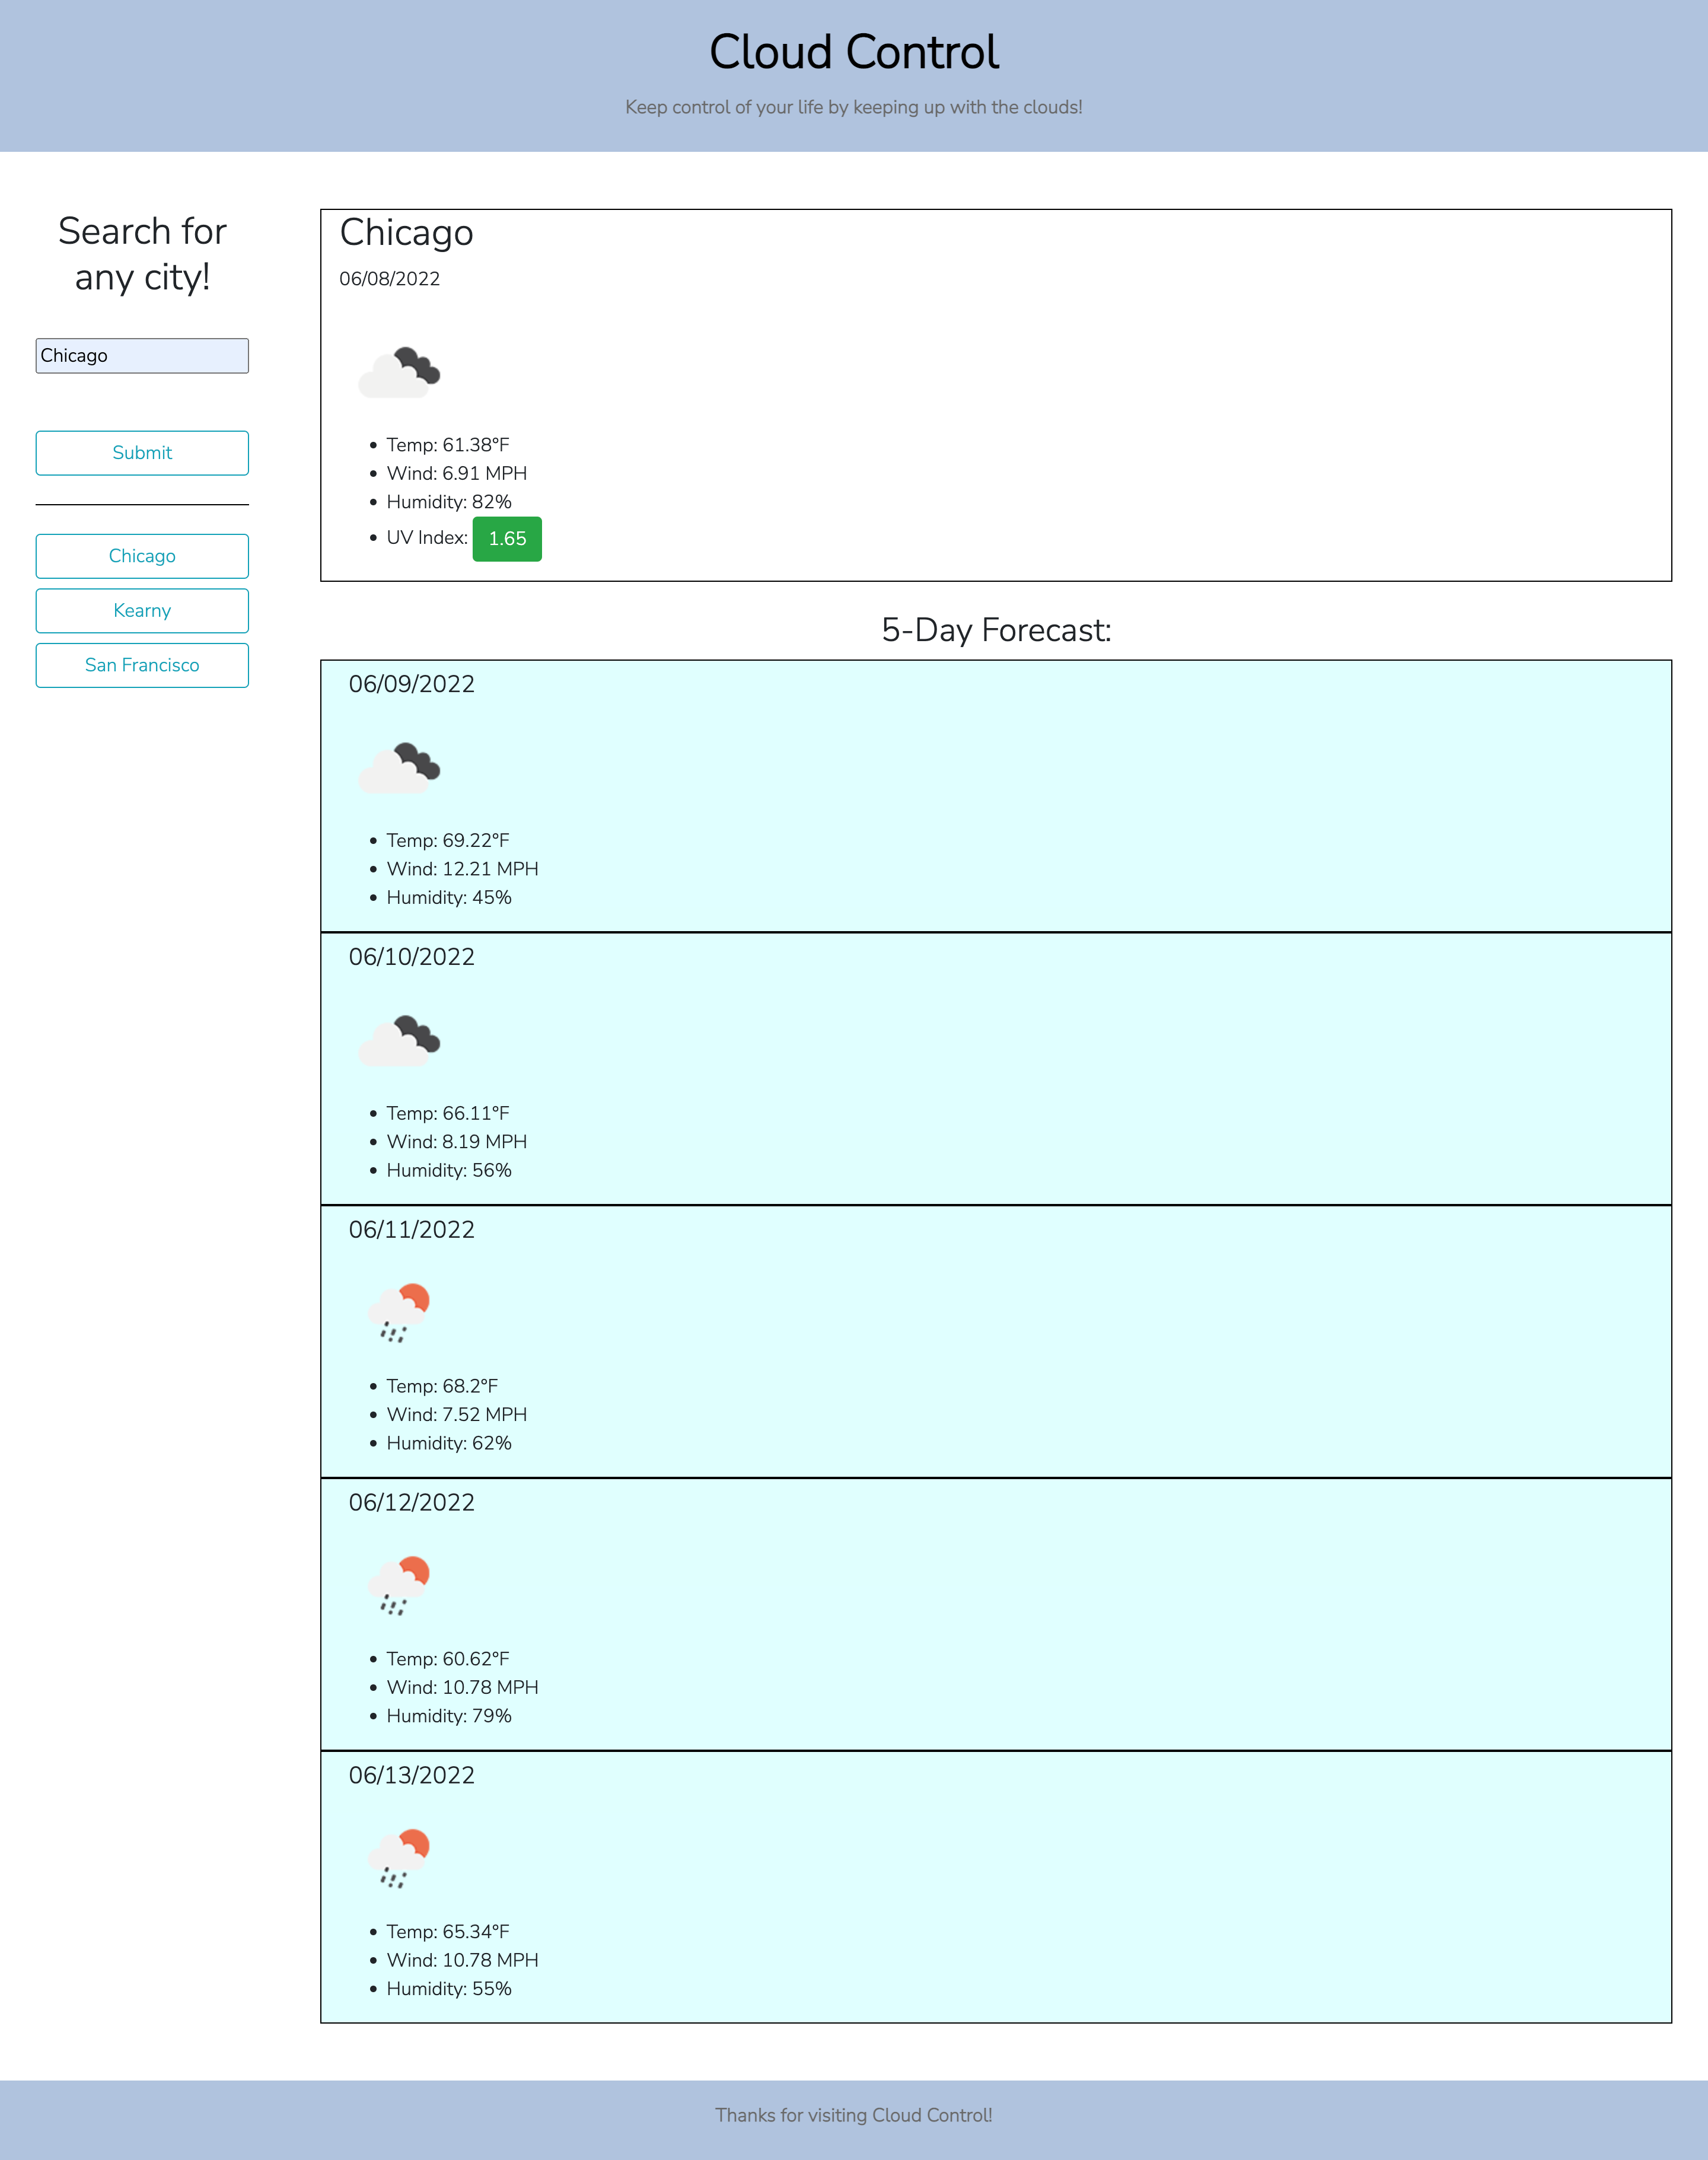 Cloud Control
Keep control of your life by keeping up with the clouds!
Search for
any city!
Chicago
Submit
Chicago
Kearny
San Francisco
Chicago
06/08/2022
Temp: 61.38°F
Wind: 6.91 MPH
Humidity: 82%
UV Index: 1.65
5-Day Forecast:
06/09/2022
Temp: 69.22°F
Wind: 12.21 MPH
Humidity: 45%
06/10/2022
Temp: 66.11°F
Wind: 8.19 MPH
Humidity: 56%
06/11/2022
Temp: 68.2°F
Wind: 7.52 MPH
Humidity: 62%
06/12/2022
Temp: 60.62°F
Wind: 10.78 MPH
Humidity: 79%
06/13/2022
Temp: 65.34°F
Wind: 10.78 MPH
Humidity: 55%
Thanks for visiting Cloud Control!